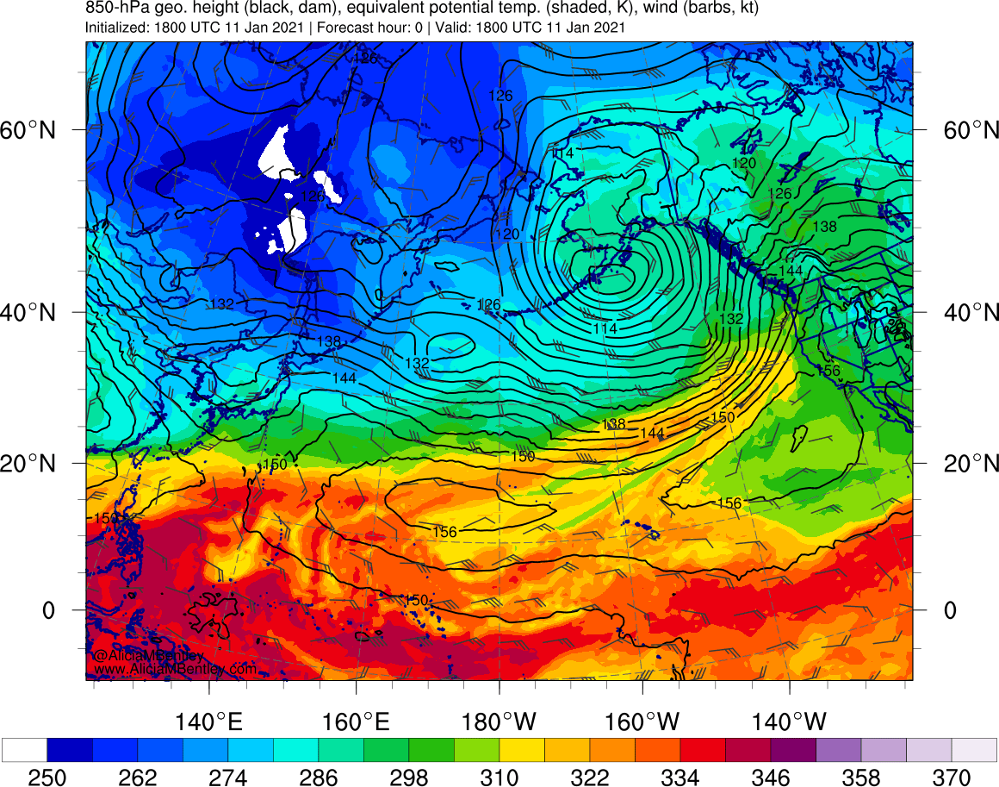 850-hPa geo. height (black, dam), equivalent potential temp. (shaded, K), wind (barbs, kt)
Initialized: 1800 UTC 11 Jan 2021 | Forecast hour: 0 | Valid: 1800 UTC 11 Jan 2021
126
126
60°N
60°N
114
120
126
126
138
120
144
132
126
40°N
40°N
132
114
138
132
156
144
150
138
144
150
20°N
150
20°N
156
150
156
150
0
0
@AliciaMBentley
www.AliciaMBentley.com
140°E
160°E
180°W
160°W
140°W
250
262
274
286
298
310
322
334
346
358
370